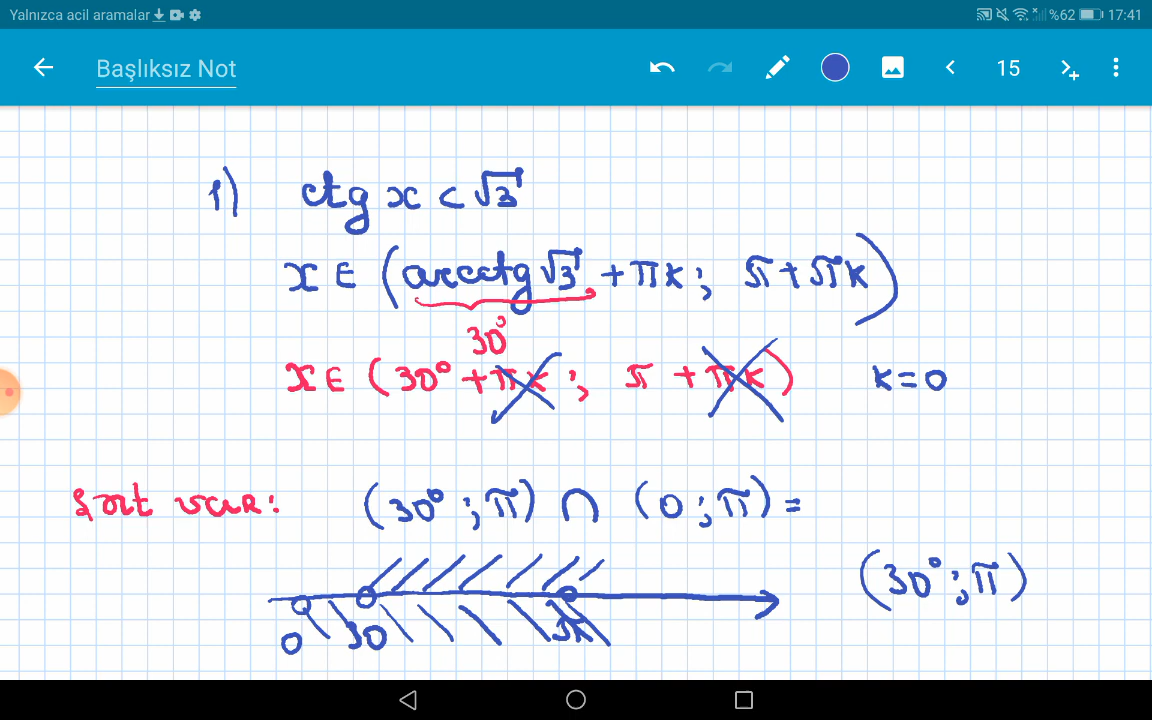 Yalnızca acil aramalar %62 17:41
Başlıksız Not 15
1) ctg x < √3
x ∈ (arcctg √3 + πk ; π + πk)
30°
x ∈ (30° + πk ; π + πk) k = 0
Şərt var: (30° ; π) ∩ (0 ; π) =
(30° ; π)
0 30 π